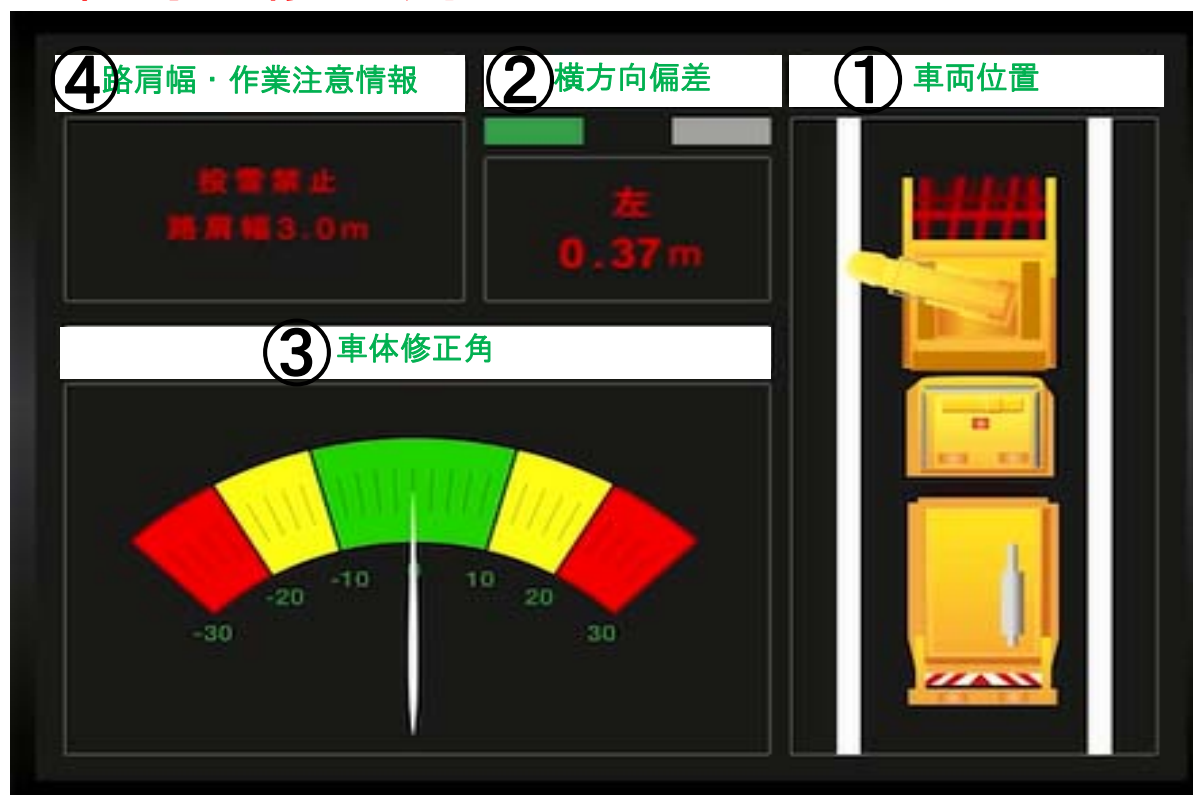 ④路肩幅・作業注意情報
②横方向偏差
①車両位置
投雪禁止
路肩幅3.0m
左
0.37m
③車体修正角
-30
-20
-10
0
10
20
30